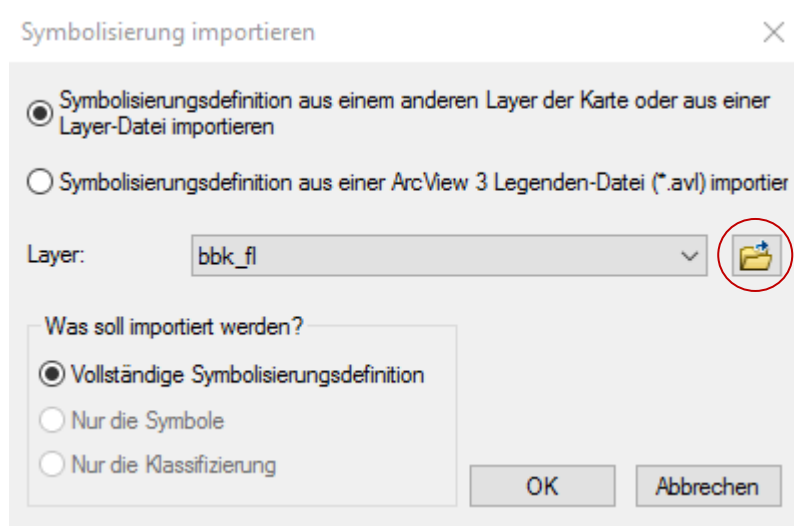 Symbolisierung importieren
Symbolisierungsdefinition aus einem anderen Layer der Karte oder aus einer
Layer-Datei importieren
Symbolisierungsdefinition aus einer ArcView 3 Legenden-Datei (*.avl) importier
Layer:
bbk_fl
Was soll importiert werden?
Vollständige Symbolisierungsdefinition
Nur die Symbole
Nur die Klassifizierung
OK
Abbrechen